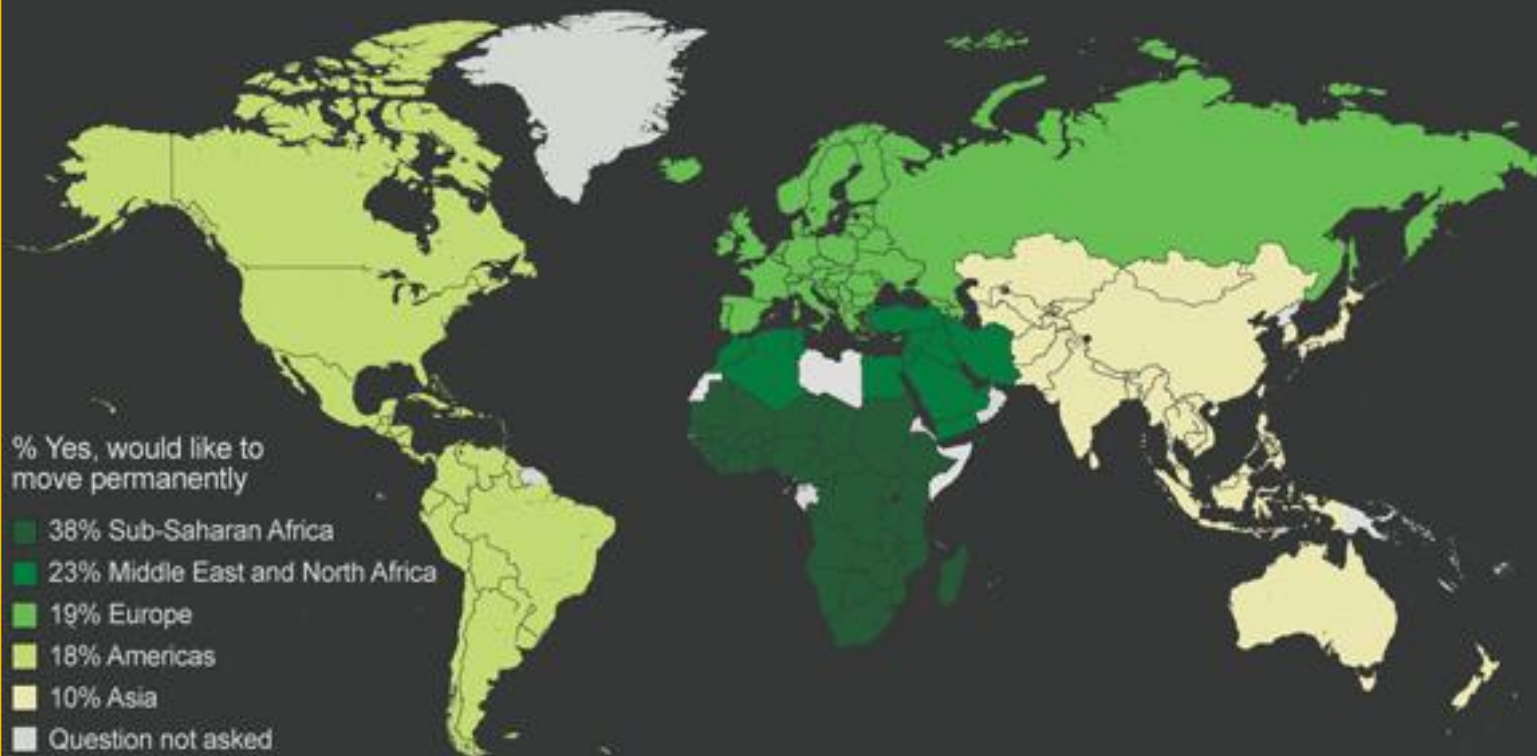 % Yes, would like to
move permanently
38% Sub-Saharan Africa
23% Middle East and North Africa
19% Europe
18% Americas
10% Asia
Question not asked